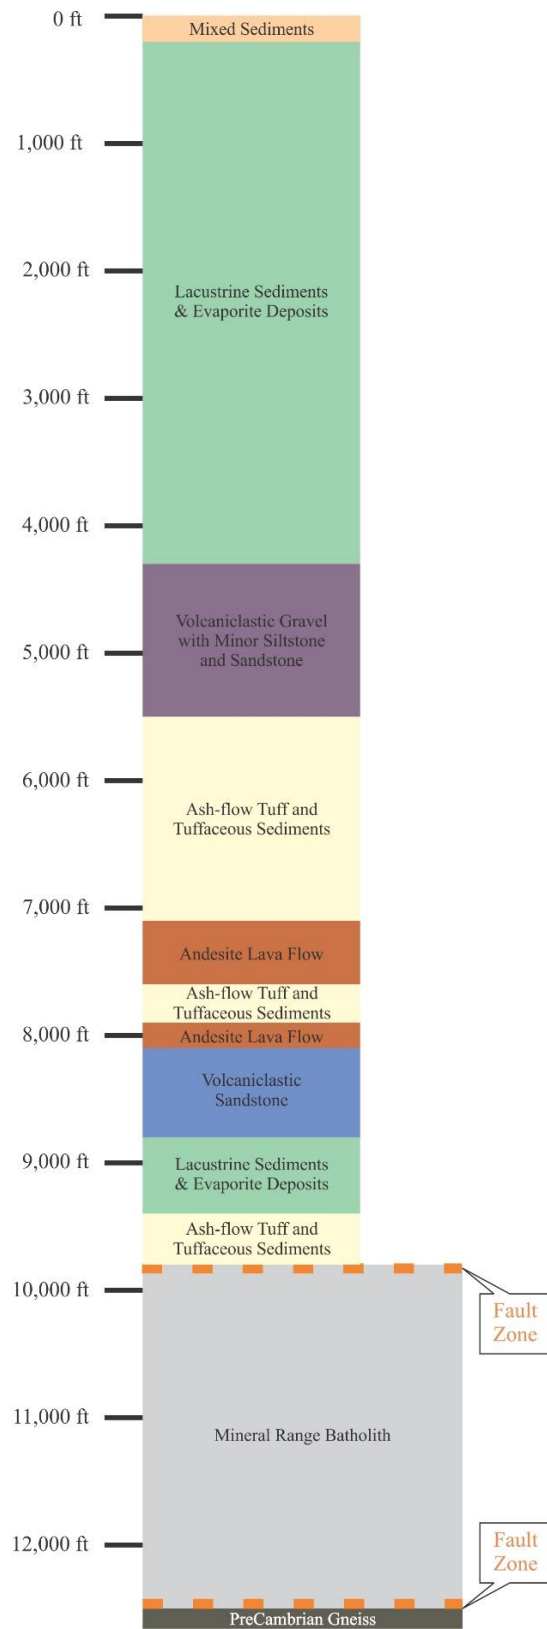 0 ft
Mixed Sediments
1,000 ft
2,000 ft
Lacustrine Sediments
& Evaporite Deposits
3,000 ft
4,000 ft
Volcaniclastic Gravel
with Minor Siltstone
and Sandstone
5,000 ft
6,000 ft
Ash-flow Tuff and
Tuffaceous Sediments
7,000 ft
Andesite Lava Flow
Ash-flow Tuff and
Tuffaceous Sediments
8,000 ft
Andesite Lava Flow
Volcaniclastic
Sandstone
9,000 ft
Lacustrine Sediments
& Evaporite Deposits
Ash-flow Tuff and
Tuffaceous Sediments
10,000 ft
Fault
Zone
11,000 ft
Mineral Range Batholith
12,000 ft
Fault
Zone
PreCambrian Gneiss